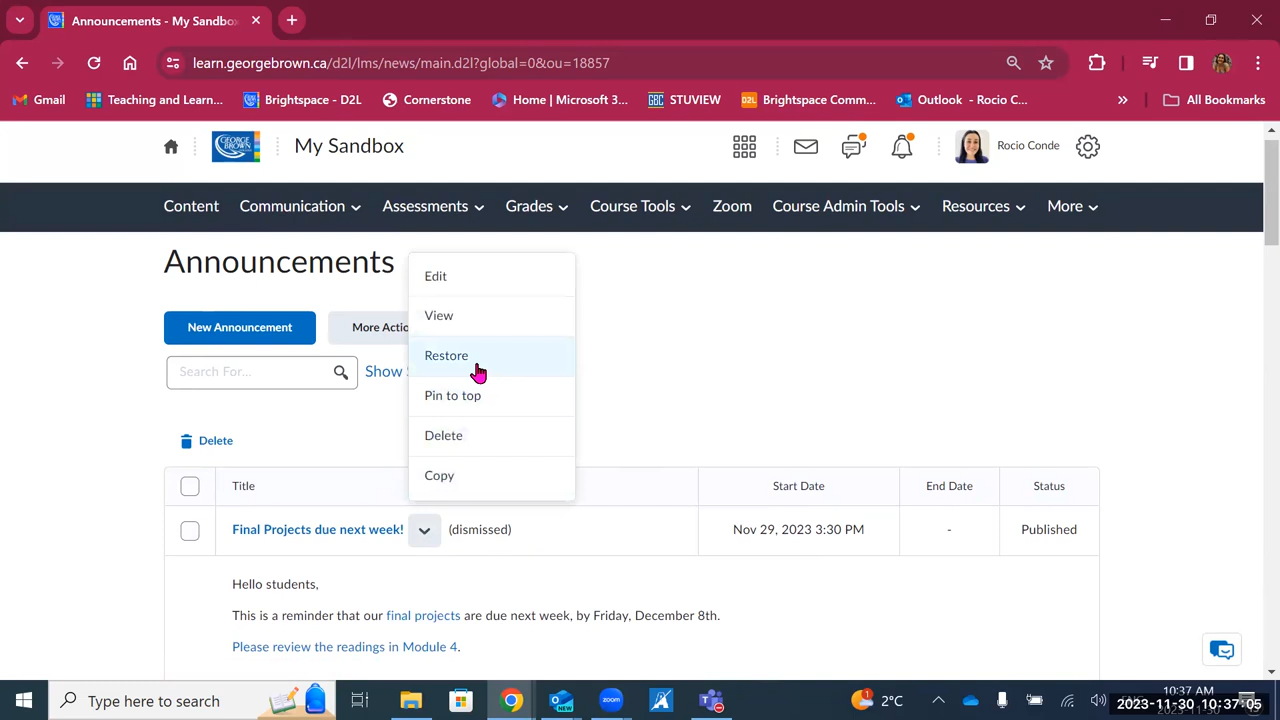 Announcements - My Sandbox
learn.georgebrown.ca/d2l/lms/news/main.d2l?global=0&ou=18857
Gmail Teaching and Learn... Brightspace - D2L Cornerstone Home | Microsoft 3... GBC STUVIEW D2L Brightspace Comm... Outlook - Rocio C... » All Bookmarks
GEORGE BROWN My Sandbox Rocio Conde
Content Communication Assessments Grades Course Tools Zoom Course Admin Tools Resources More
Announcements
Edit
View
New Announcement More Actio
Restore
Search For... Show
Pin to top
Delete
Delete
Copy
Title Start Date End Date Status
Final Projects due next week! (dismissed) Nov 29, 2023 3:30 PM - Published
Hello students,
This is a reminder that our final projects are due next week, by Friday, December 8th.
Please review the readings in Module 4.
Type here to search 1 2°C 10:37 AM
2023-11-30 10:37:05